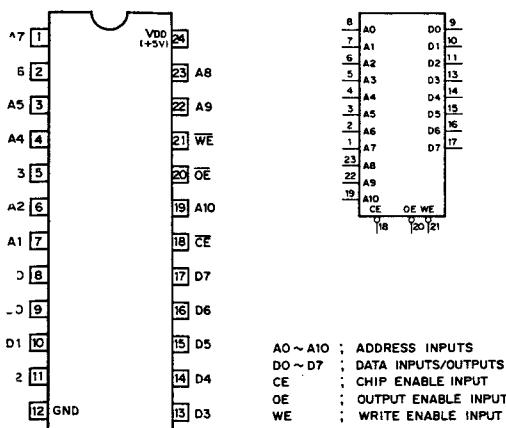 A7 1 VDD 24
(+5V)
6 2 23 A8
A5 3 22 A9
A4 4 21 W̅E̅
3 5 20 O̅E̅
A2 6 19 A10
A1 7 18 C̅E̅
8 17 D7
9 16 D6
D1 10 15 D5
2 11 14 D4
12 GND 13 D3
8 A0 D0 9
7 A1 D1 10
6 A2 D2 11
5 A3 D3 13
4 A4 D4 14
3 A5 D5 15
2 A6 D6 16
1 A7 D7 17
23 A8
22 A9
19 A10
CE OE WE
18 20 21
A0 ~ A10 ; ADDRESS INPUTS
D0 ~ D7 ; DATA INPUTS/OUTPUTS
CE ; CHIP ENABLE INPUT
OE ; OUTPUT ENABLE INPUT
WE ; WRITE ENABLE INPUT